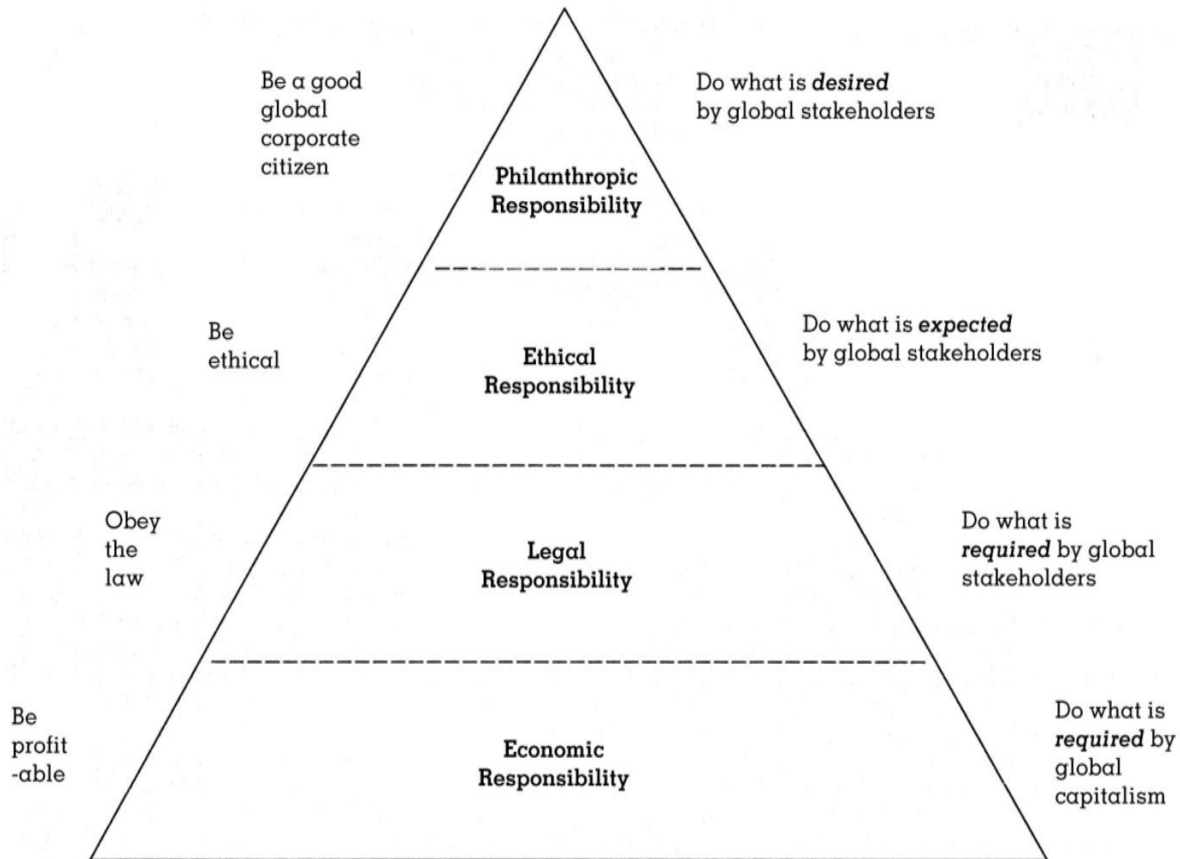 Be a good
global
corporate
citizen
Do what is desired
by global stakeholders
Philanthropic
Responsibility
Be
ethical
Do what is expected
by global stakeholders
Ethical
Responsibility
Obey
the
law
Do what is
required by global
stakeholders
Legal
Responsibility
Be
profit
-able
Do what is
required by
global
capitalism
Economic
Responsibility